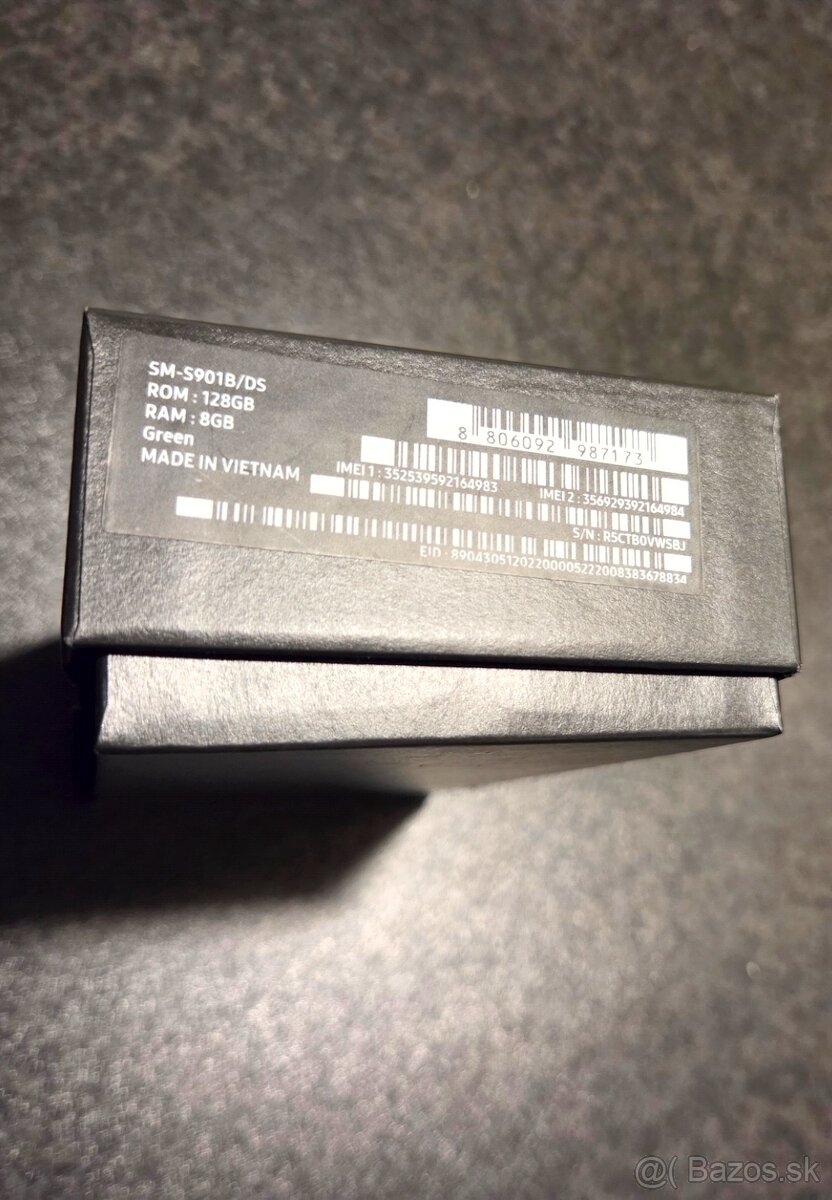 SM-S901B/DS
ROM : 128GB
RAM : 8GB
Green
MADE IN VIETNAM
8 806092 987173
IMEI 1 : 352539592164983
IMEI 2 : 356929392164984
S/N : R5CTB0VWSBJ
EID : 89043051202200005222008383678834
@( Bazos.sk